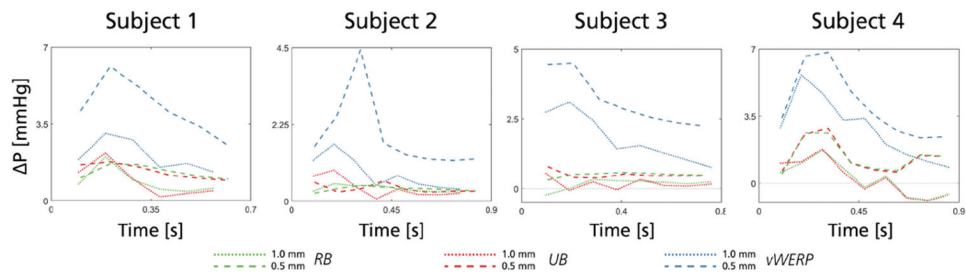 Subject 1 Subject 2 Subject 3 Subject 4
7 4.5 5 7
ΔP [mmHg]
3.5 2.25 2.5 3.5
0 0 0 0
0 0.35 0.7 0 0.45 0.9 0 0.4 0.8 0 0.45 0.9
Time [s] Time [s] Time [s] Time [s]
1.0 mm RB 1.0 mm UB 1.0 mm vWERP
0.5 mm 0.5 mm 0.5 mm